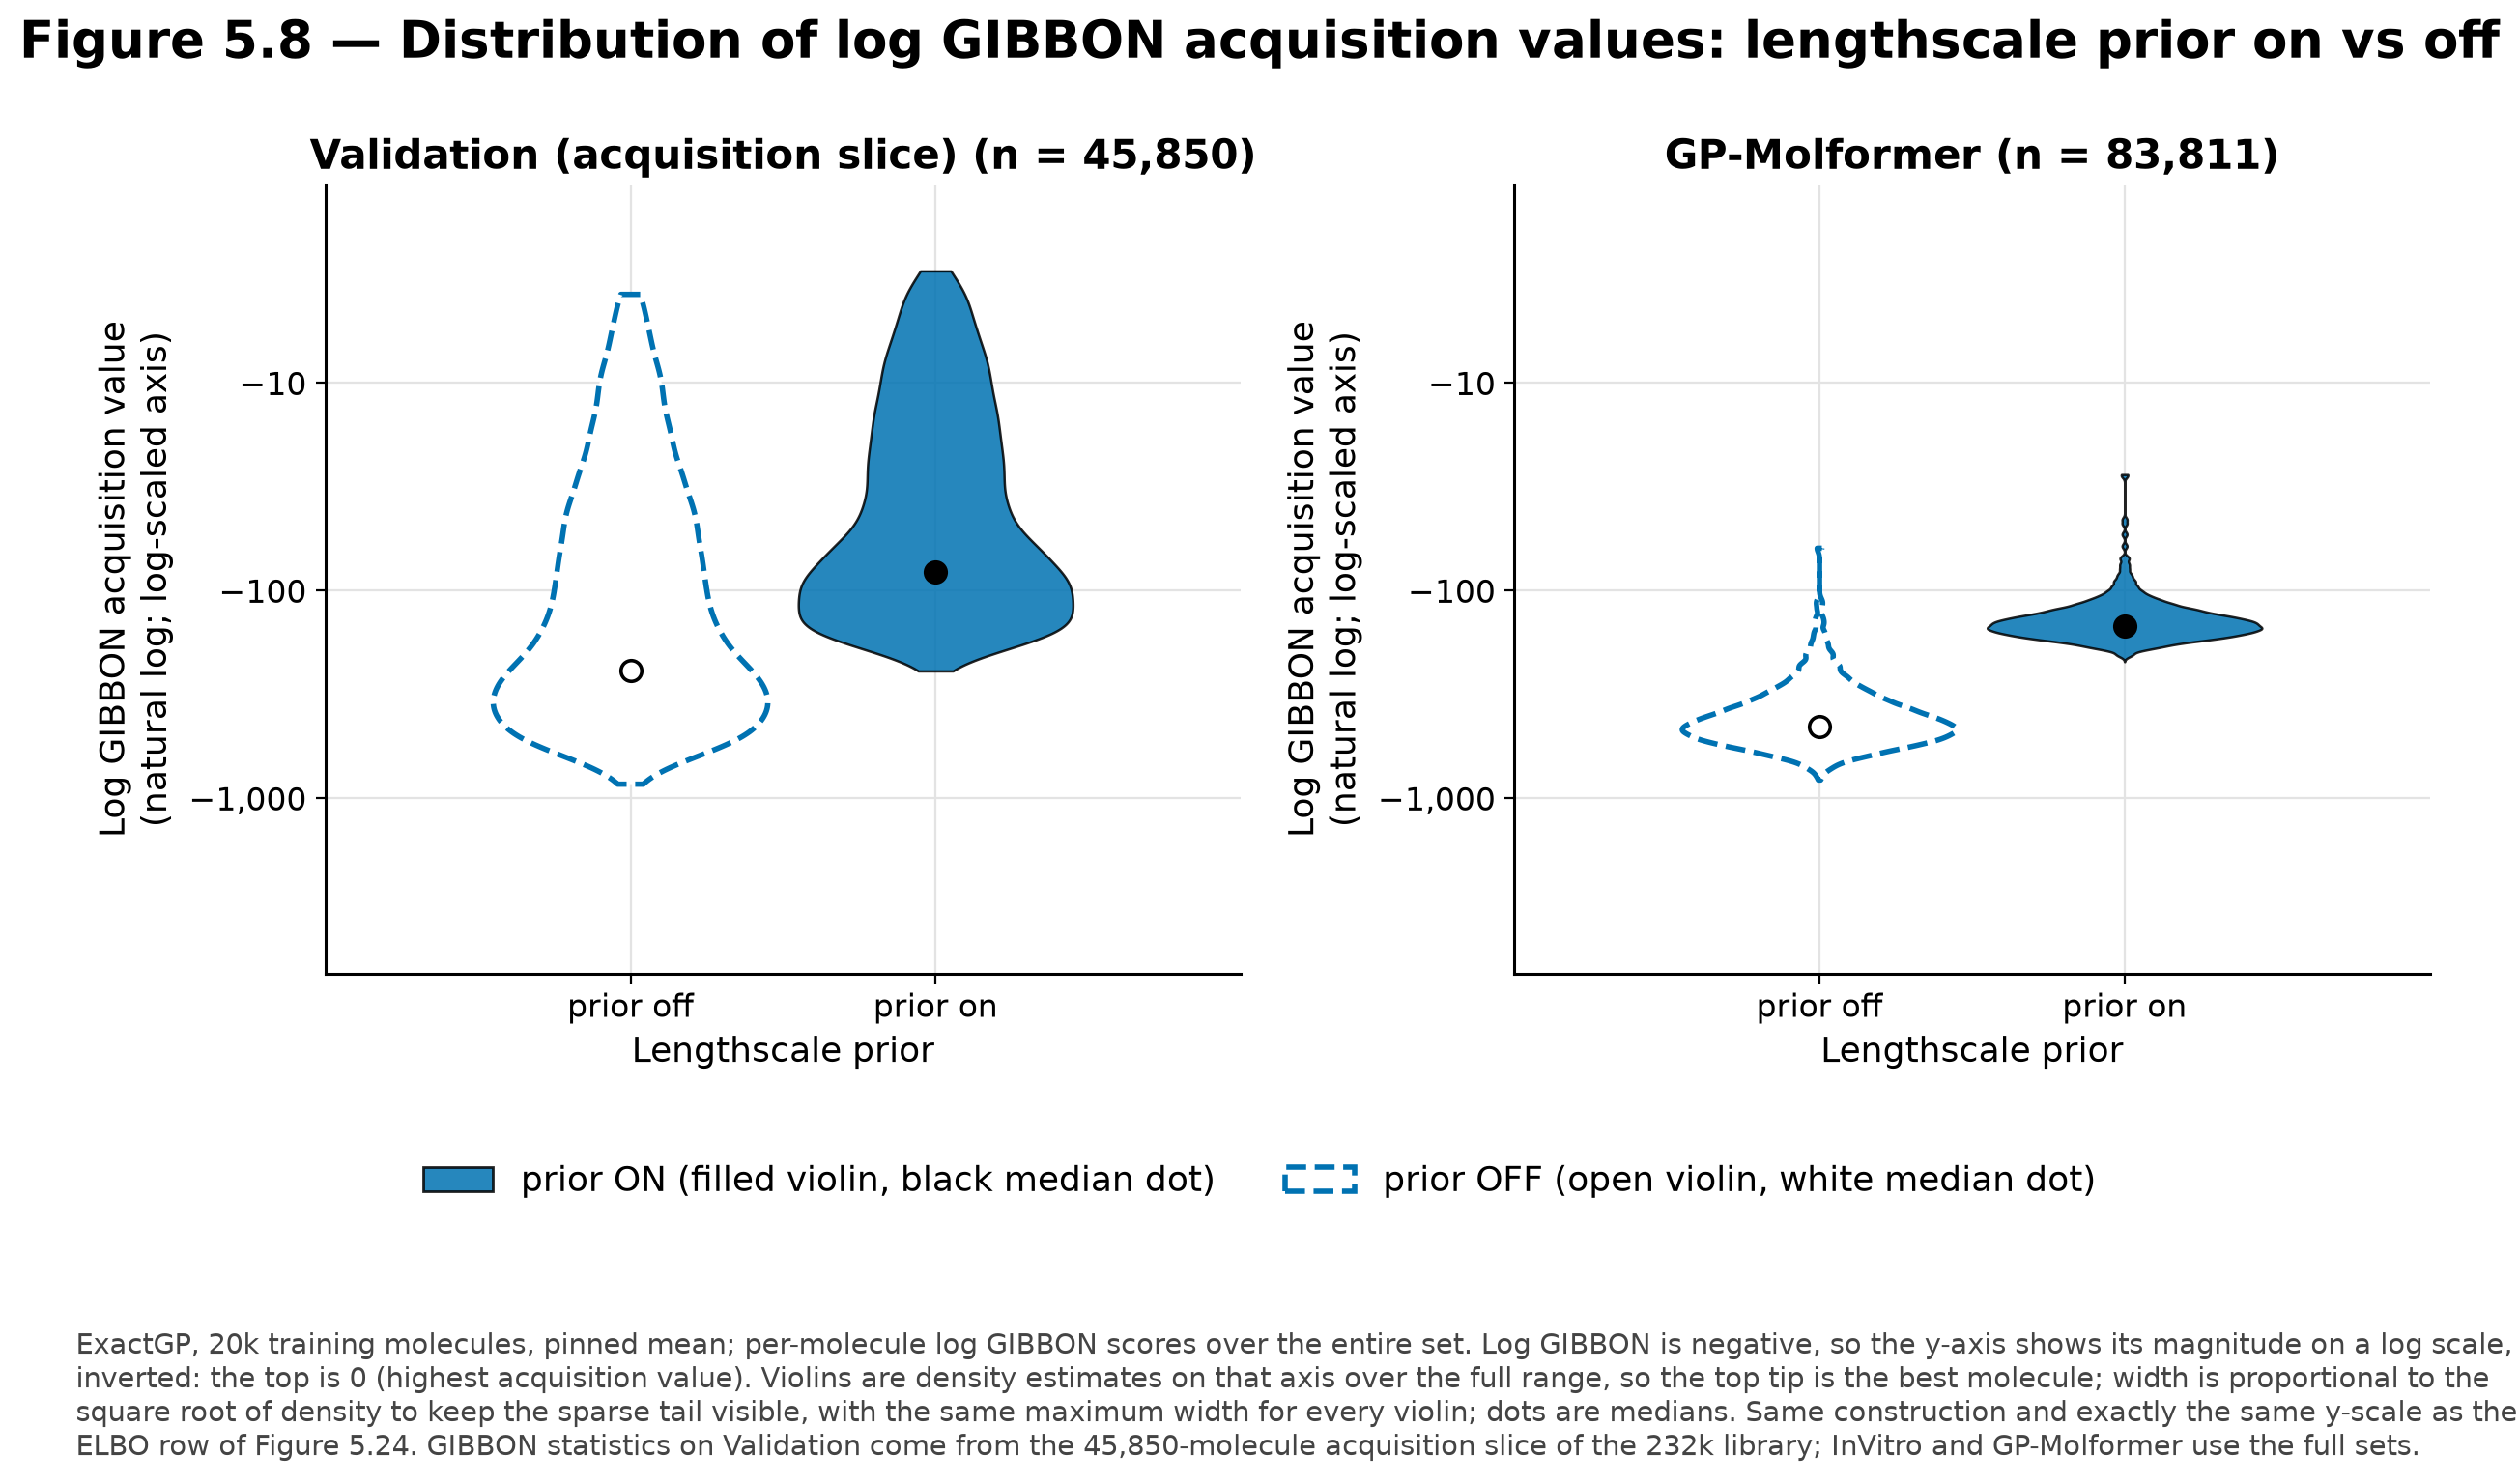 Figure 5.8 — Distribution of log GIBBON acquisition values: lengthscale prior on vs off
Validation (acquisition slice) (n = 45,850)
Log GIBBON acquisition value
(natural log; log-scaled axis)
−10
−100
−1,000
prior off
prior on
Lengthscale prior
GP-Molformer (n = 83,811)
Log GIBBON acquisition value
(natural log; log-scaled axis)
−10
−100
−1,000
prior off
prior on
Lengthscale prior
prior ON (filled violin, black median dot)
prior OFF (open violin, white median dot)
ExactGP, 20k training molecules, pinned mean; per-molecule log GIBBON scores over the entire set. Log GIBBON is negative, so the y-axis shows its magnitude on a log scale,
inverted: the top is 0 (highest acquisition value). Violins are density estimates on that axis over the full range, so the top tip is the best molecule; width is proportional to the
square root of density to keep the sparse tail visible, with the same maximum width for every violin; dots are medians. Same construction and exactly the same y-scale as the
ELBO row of Figure 5.24. GIBBON statistics on Validation come from the 45,850-molecule acquisition slice of the 232k library; InVitro and GP-Molformer use the full sets.